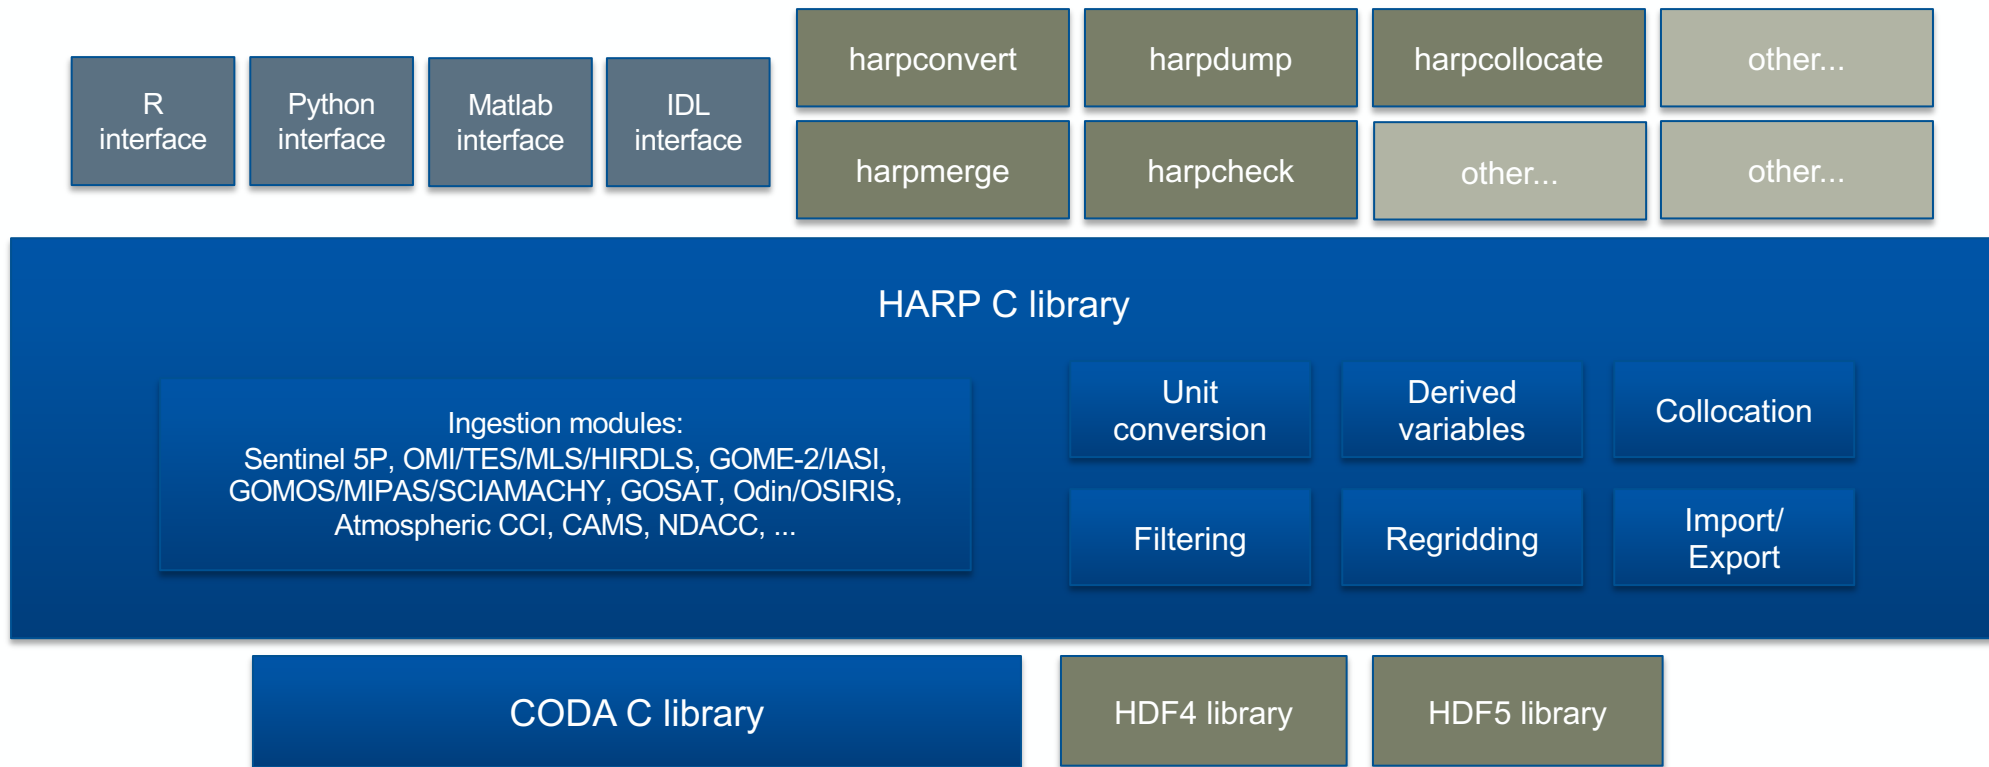 R
interface
Python
interface
Matlab
interface
IDL
interface
harpconvert
harpdump
harpcollocate
other...
harpmerge
harpcheck
other...
other...
HARP C library
Ingestion modules:
Sentinel 5P, OMI/TES/MLS/HIRDLS, GOME-2/IASI,
GOMOS/MIPAS/SCIAMACHY, GOSAT, Odin/OSIRIS,
Atmospheric CCI, CAMS, NDACC, ...
Unit
conversion
Derived
variables
Collocation
Filtering
Regridding
Import/
Export
CODA C library
HDF4 library
HDF5 library